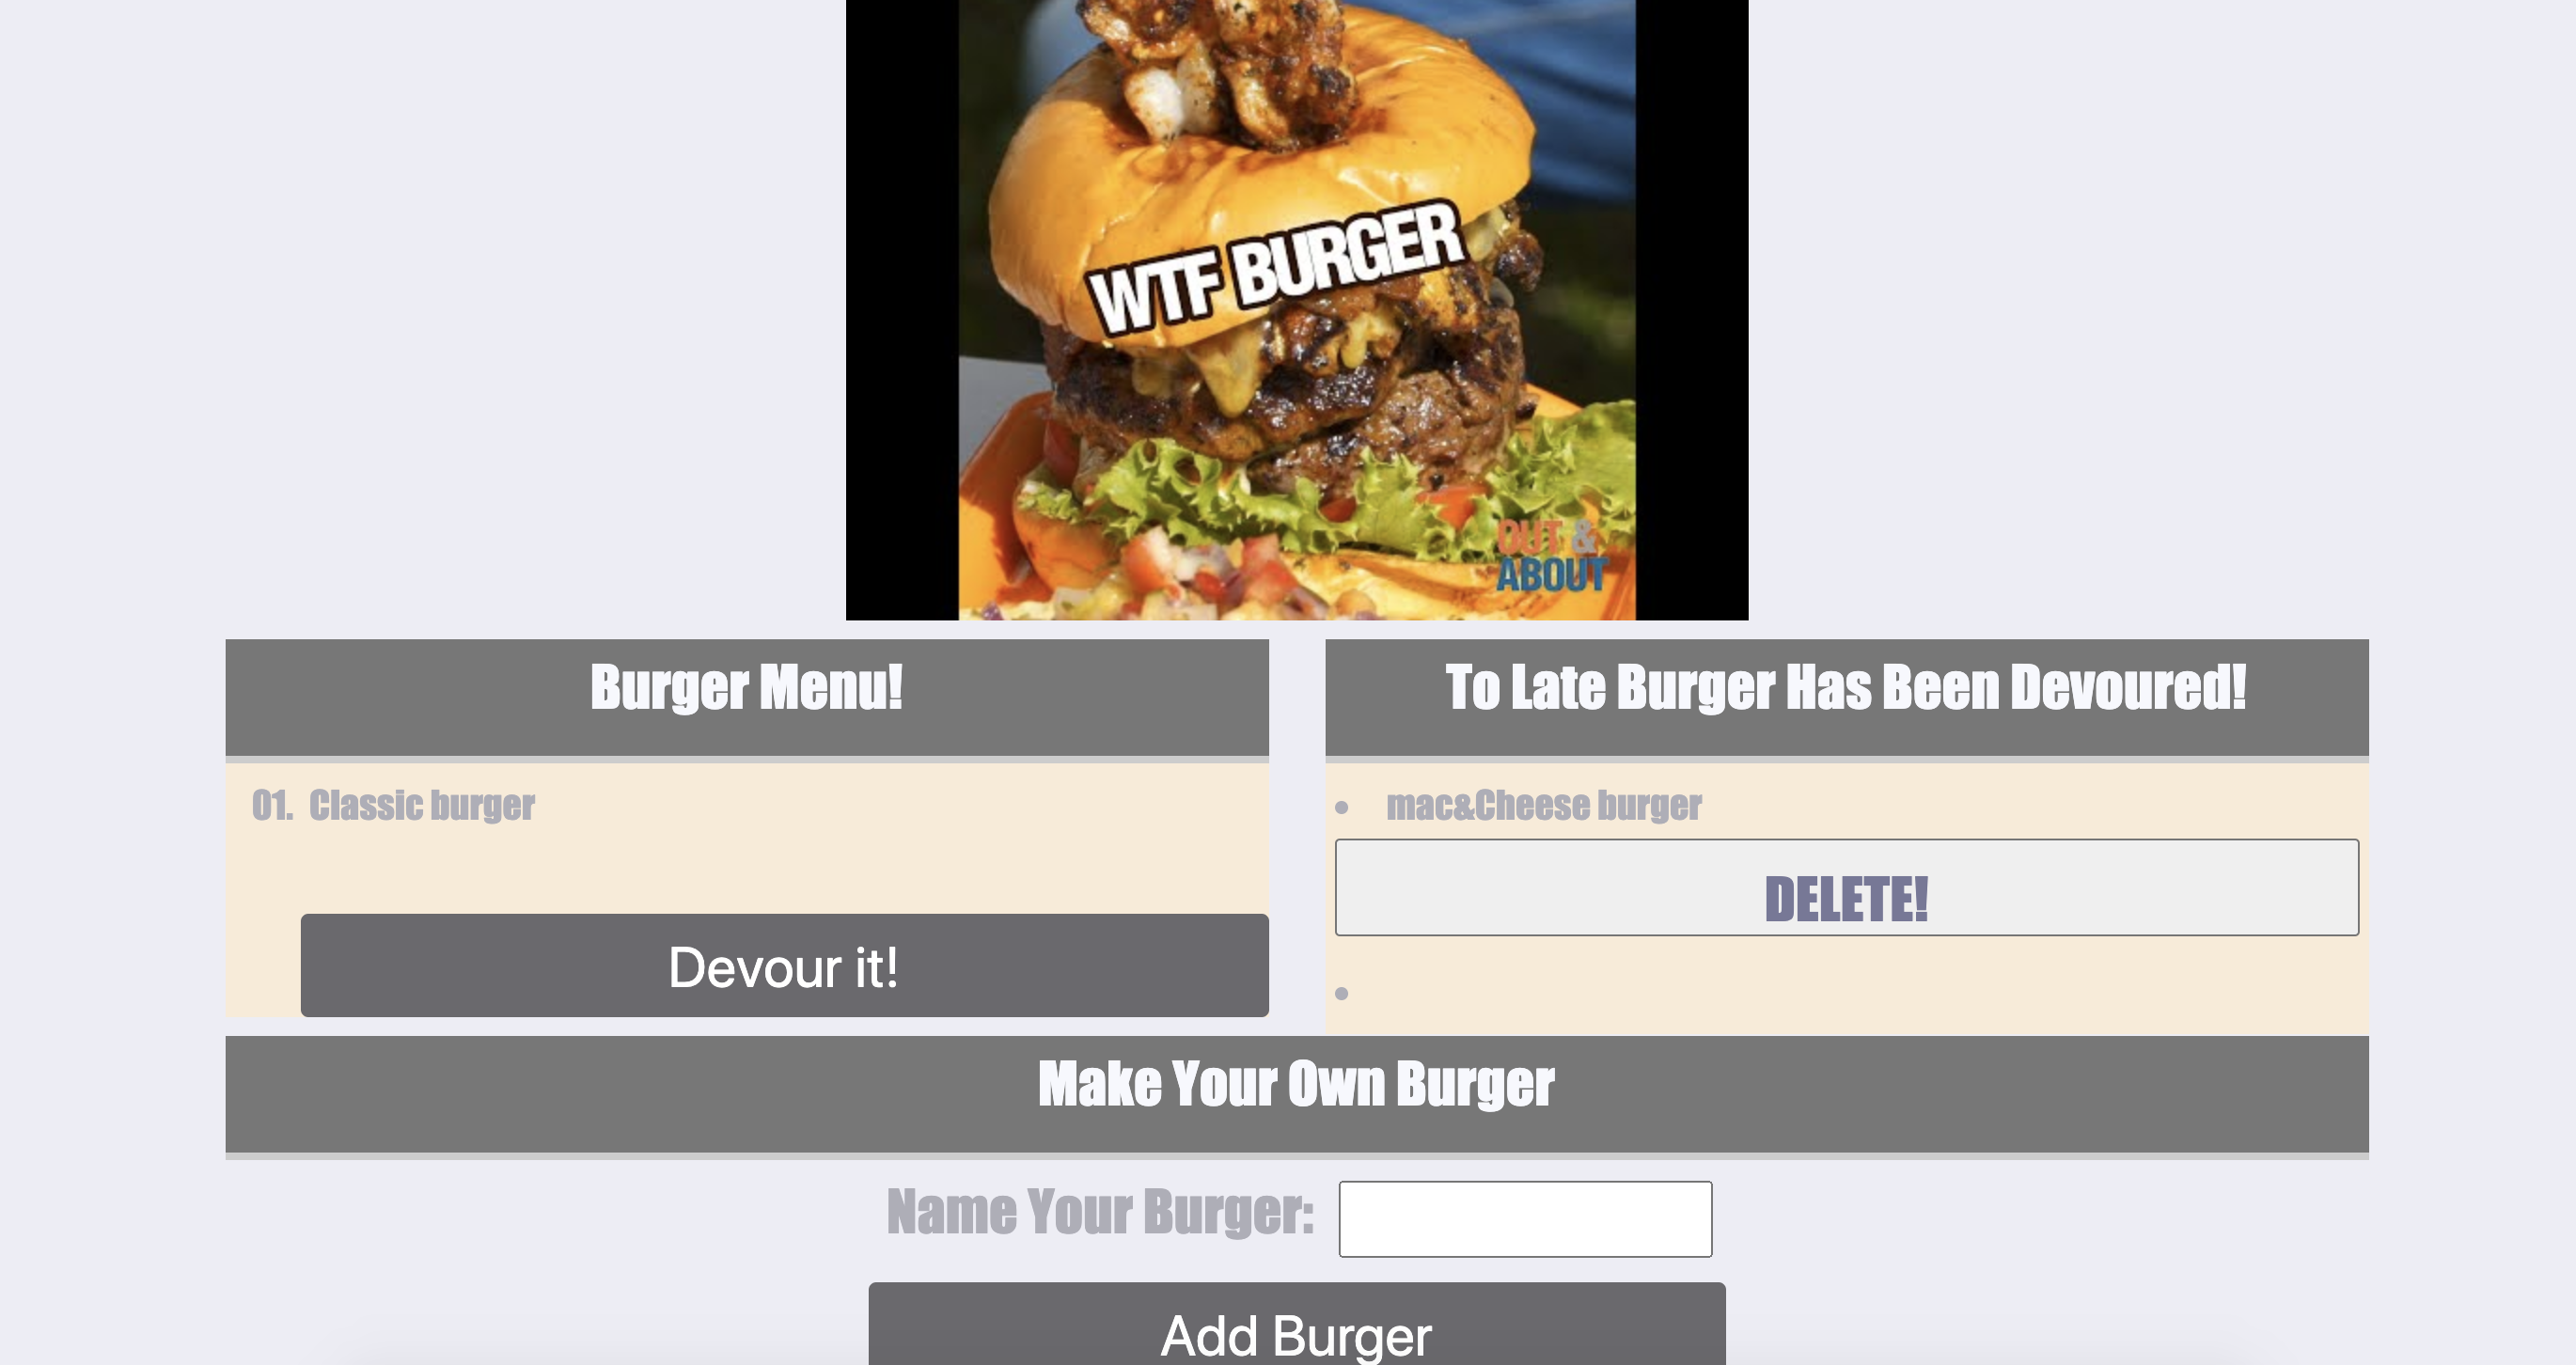 WTF BURGER
OUT &
ABOUT
Burger Menu!
To Late Burger Has Been Devoured!
01. Classic burger
mac&Cheese burger
DELETE!
Devour it!
Make Your Own Burger
Name Your Burger:
Add Burger